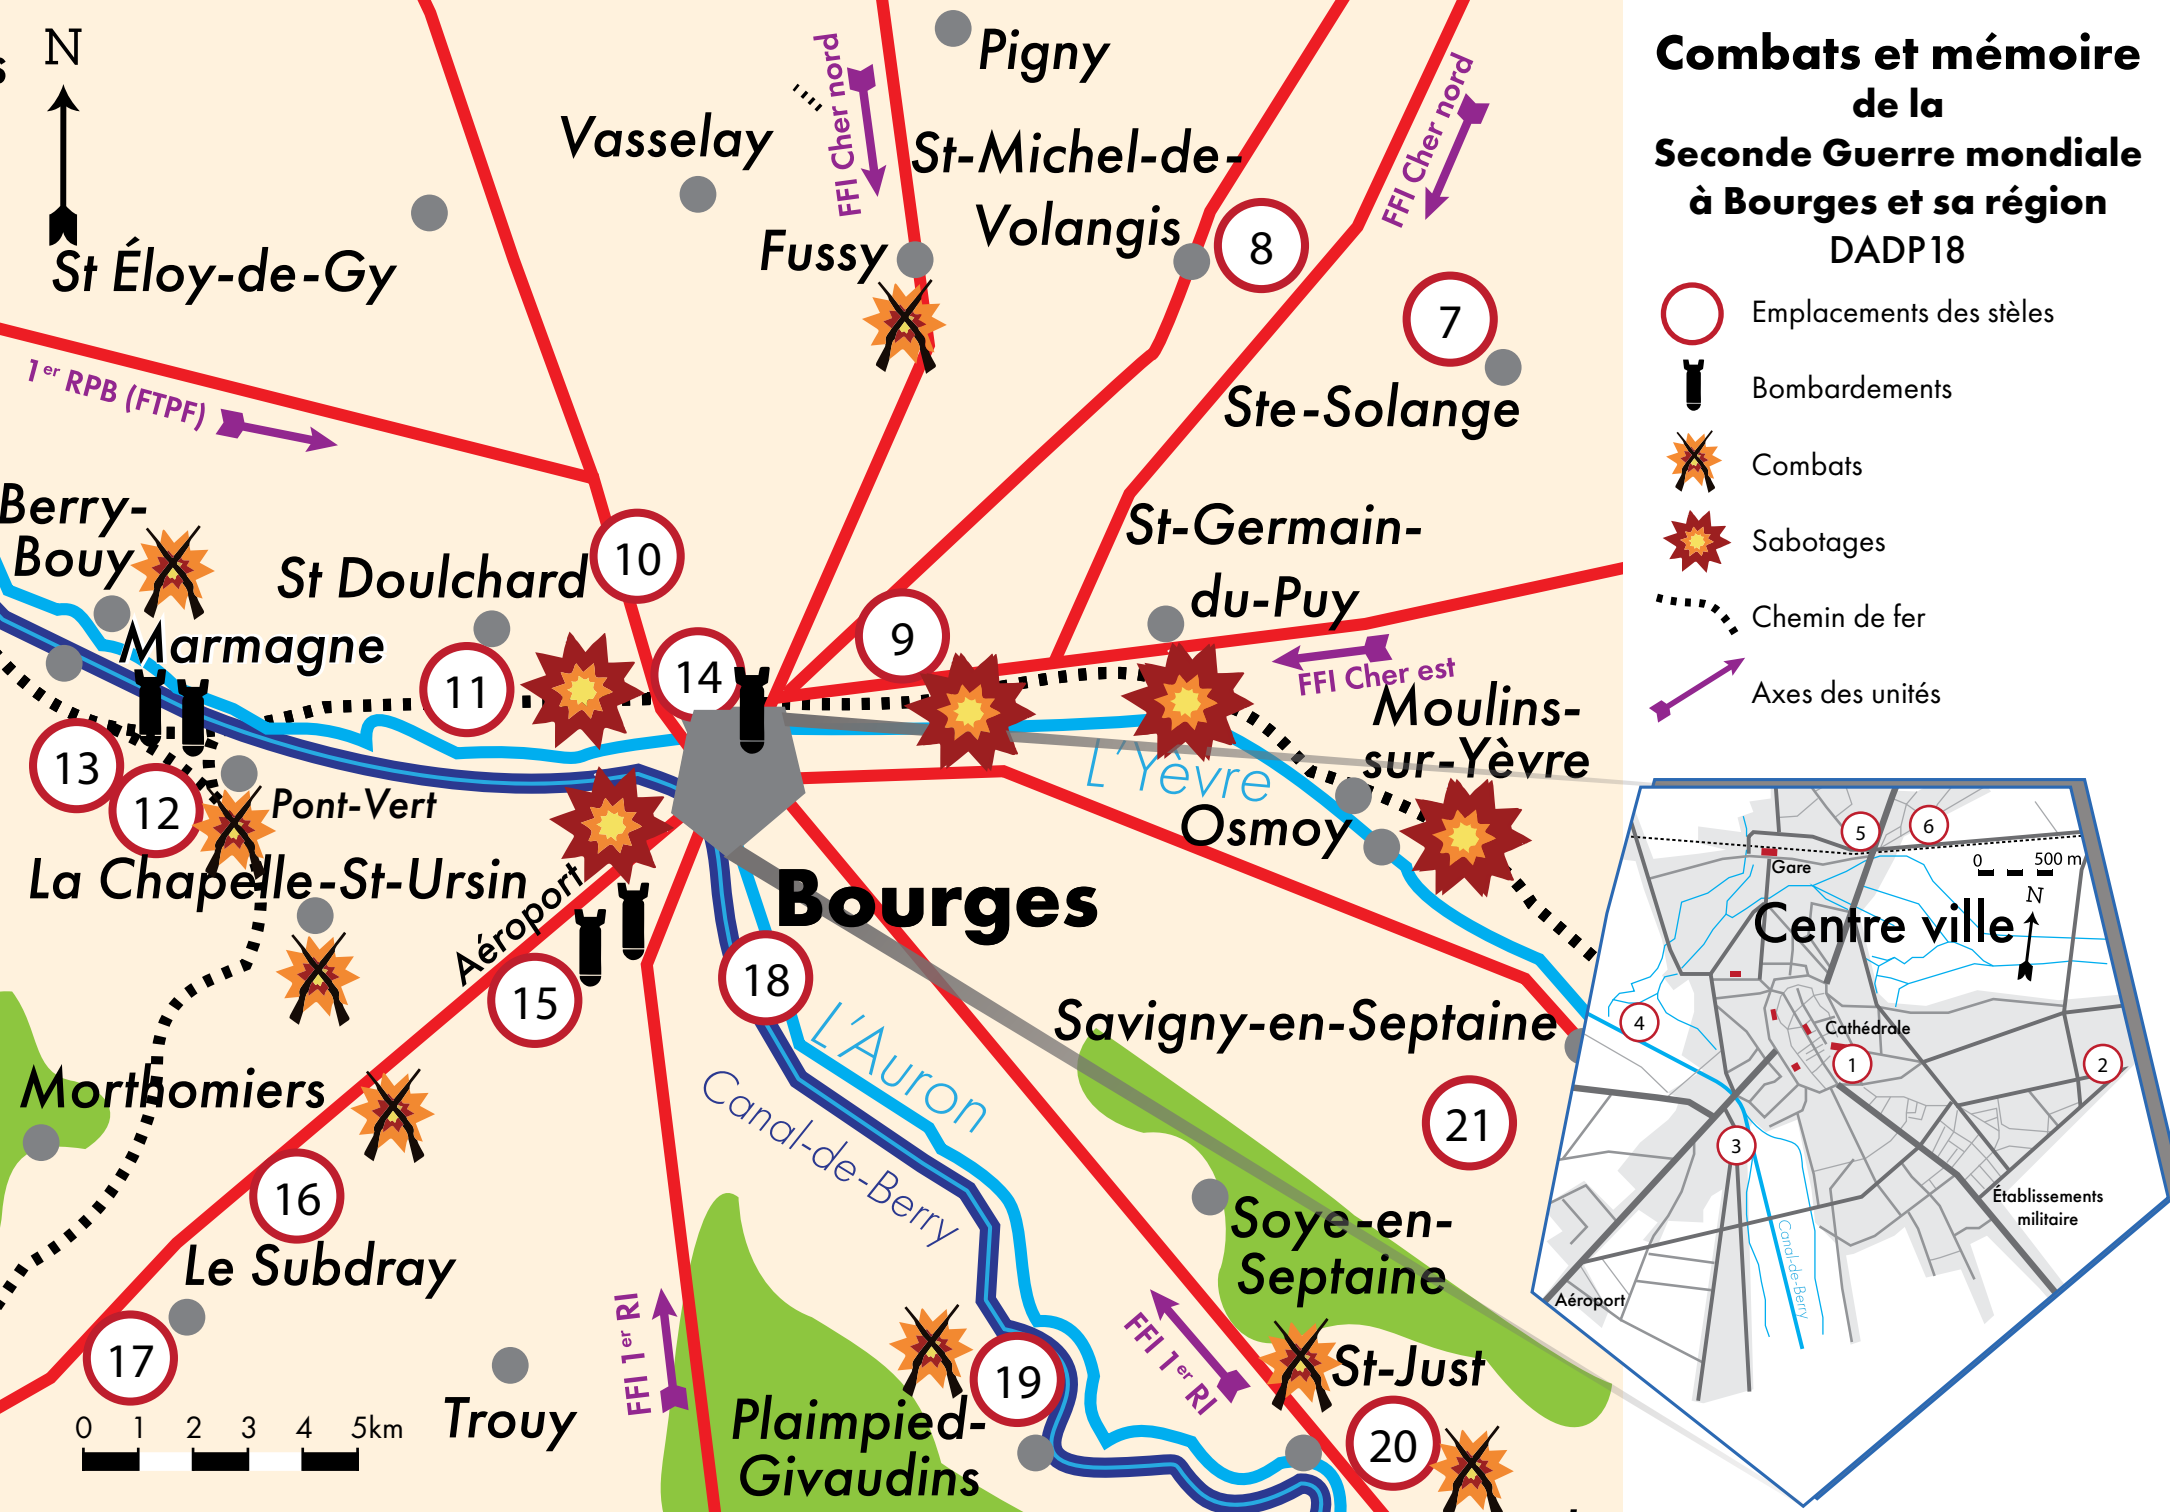 Combats et mémoire
de la
Seconde Guerre mondiale
à Bourges et sa région
DADP18
Emplacements des stèles
Bombardements
Combats
Sabotages
Chemin de fer
Axes des unités
N
Pigny
FFI Cher nord
Vasselay
St-Michel-de-
Volangis
FFI Cher nord
8
St Éloy-de-Gy
Fussy
7
Ste-Solange
1er RPB (FTPF)
Berry-
Bouy
St Doulchard
10
St-Germain-
du-Puy
9
Marmagne
11
14
FFI Cher est
Moulins-
sur-Yèvre
L'Yèvre
13
12
Pont-Vert
Osmoy
La Chapelle-St-Ursin
Aéroport
Bourges
15
18
L'Auron
Canal-de-Berry
Savigny-en-Septaine
Morthomiers
21
16
Soye-en-
Septaine
Le Subdray
17
FFI 1er RI
FFI 1er RI
St-Just
19
20
Trouy
Plaimpied-
Givaudins
0 1 2 3 4 5km
5
6
Gare
0 500 m
N
Centre ville
4
Cathédrale
1
2
3
Établissements
militaire
Canal-de-Berry
Aéroport